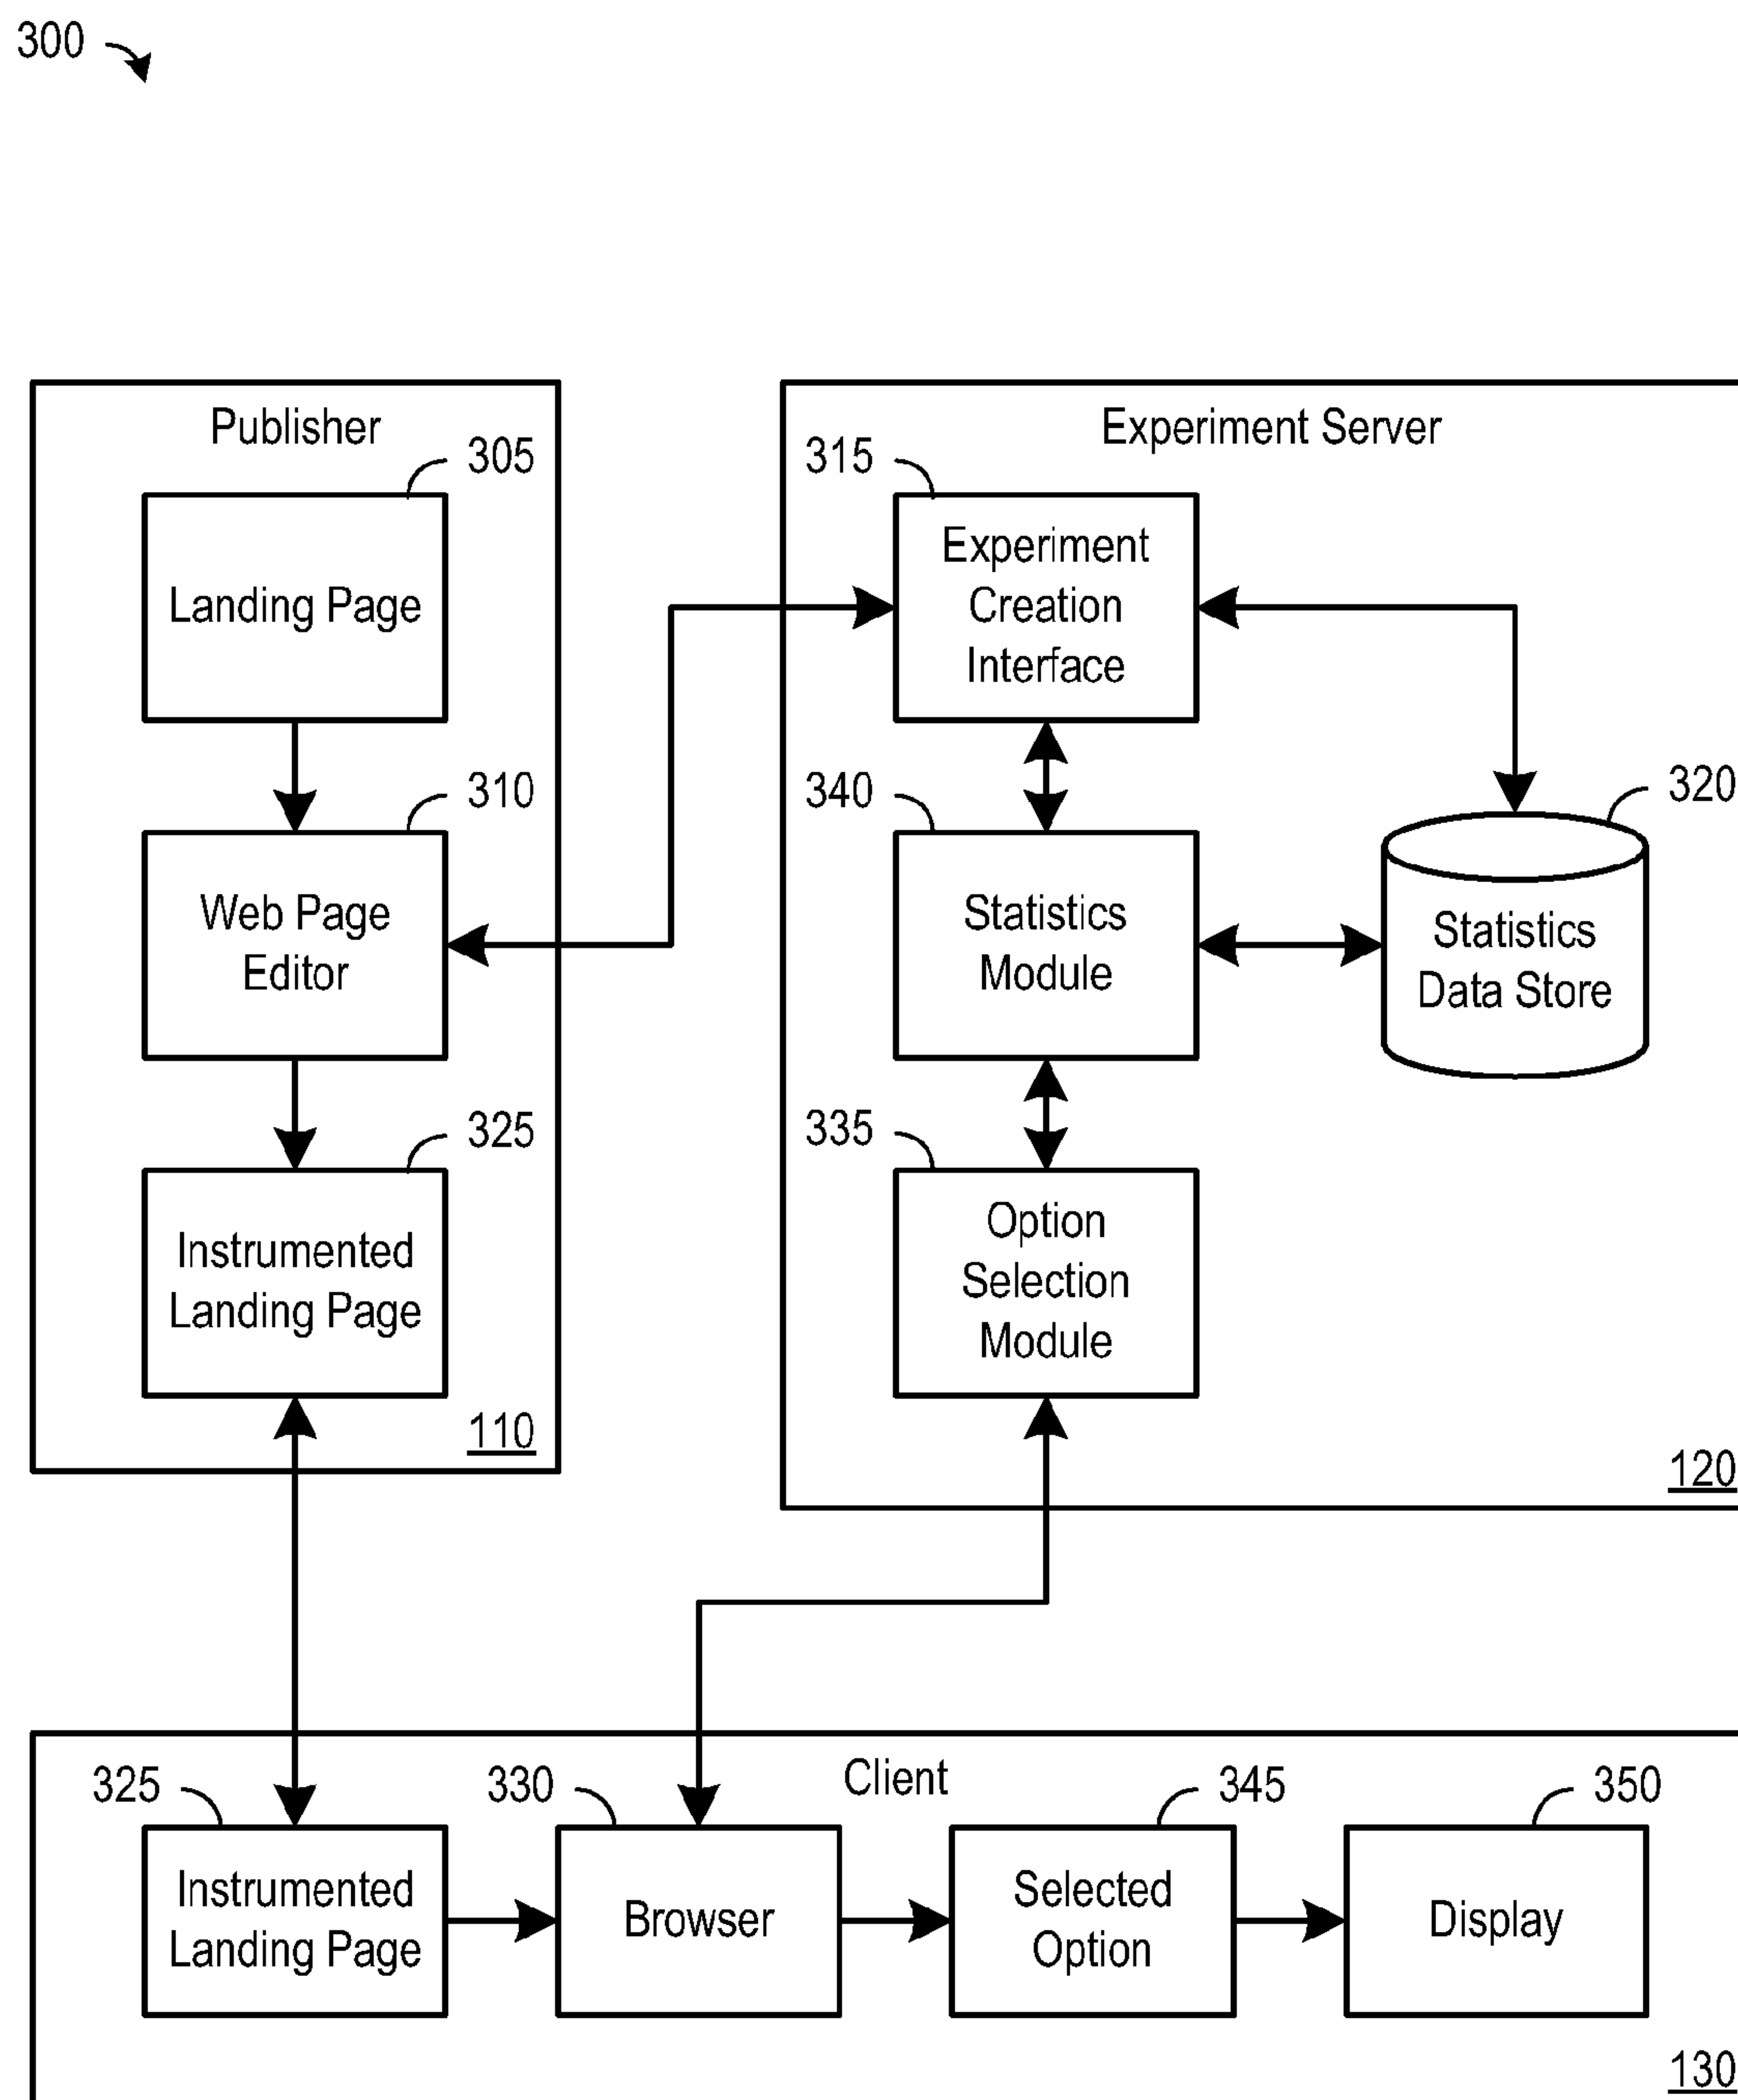 300
Publisher
305
Landing Page
310
Web Page
Editor
325
Instrumented
Landing Page
110
Experiment Server
315
Experiment
Creation
Interface
340
Statistics
Module
320
Statistics
Data Store
335
Option
Selection
Module
120
Client
325
Instrumented
Landing Page
330
Browser
345
Selected
Option
350
Display
130